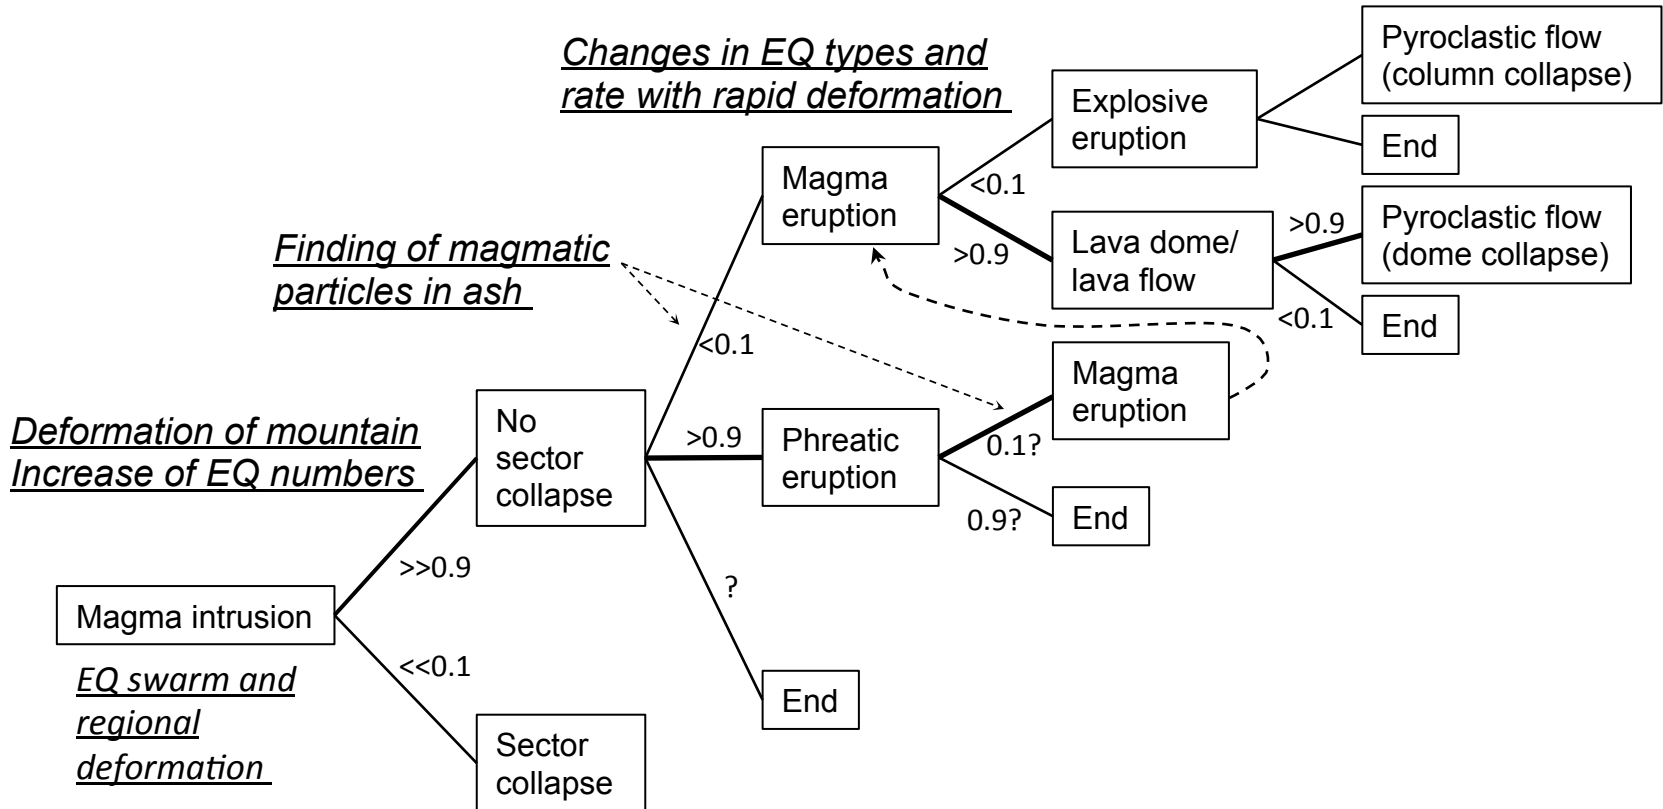 Changes in EQ types and
rate with rapid deformation
Pyroclastic flow
(column collapse)
Explosive
eruption
End
Magma
eruption
<0.1
>0.9
Lava dome/
lava flow
>0.9
Pyroclastic flow
(dome collapse)
<0.1
End
Finding of magmatic
particles in ash
<0.1
Magma
eruption
Deformation of mountain
Increase of EQ numbers
No
sector
collapse
>0.9
Phreatic
eruption
0.1?
0.9?
End
>>0.9
?
Magma intrusion
<<0.1
EQ swarm and
regional
deformation
End
Sector
collapse